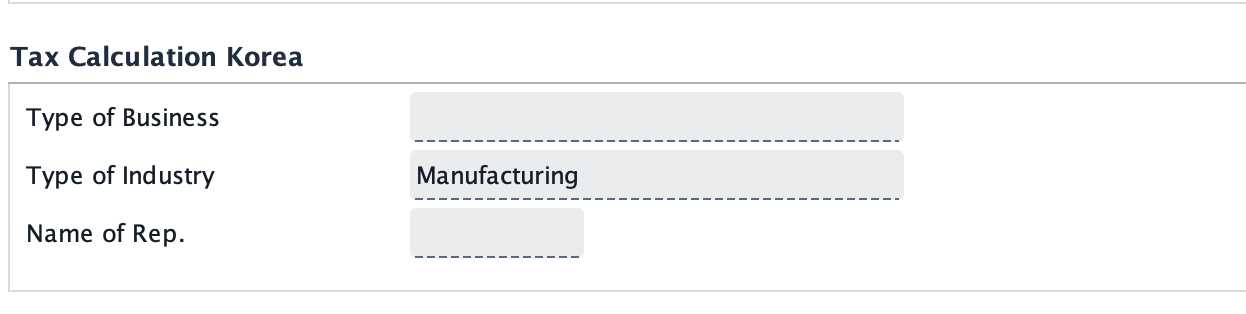 Tax Calculation Korea
Type of Business
Type of Industry Manufacturing
Name of Rep.